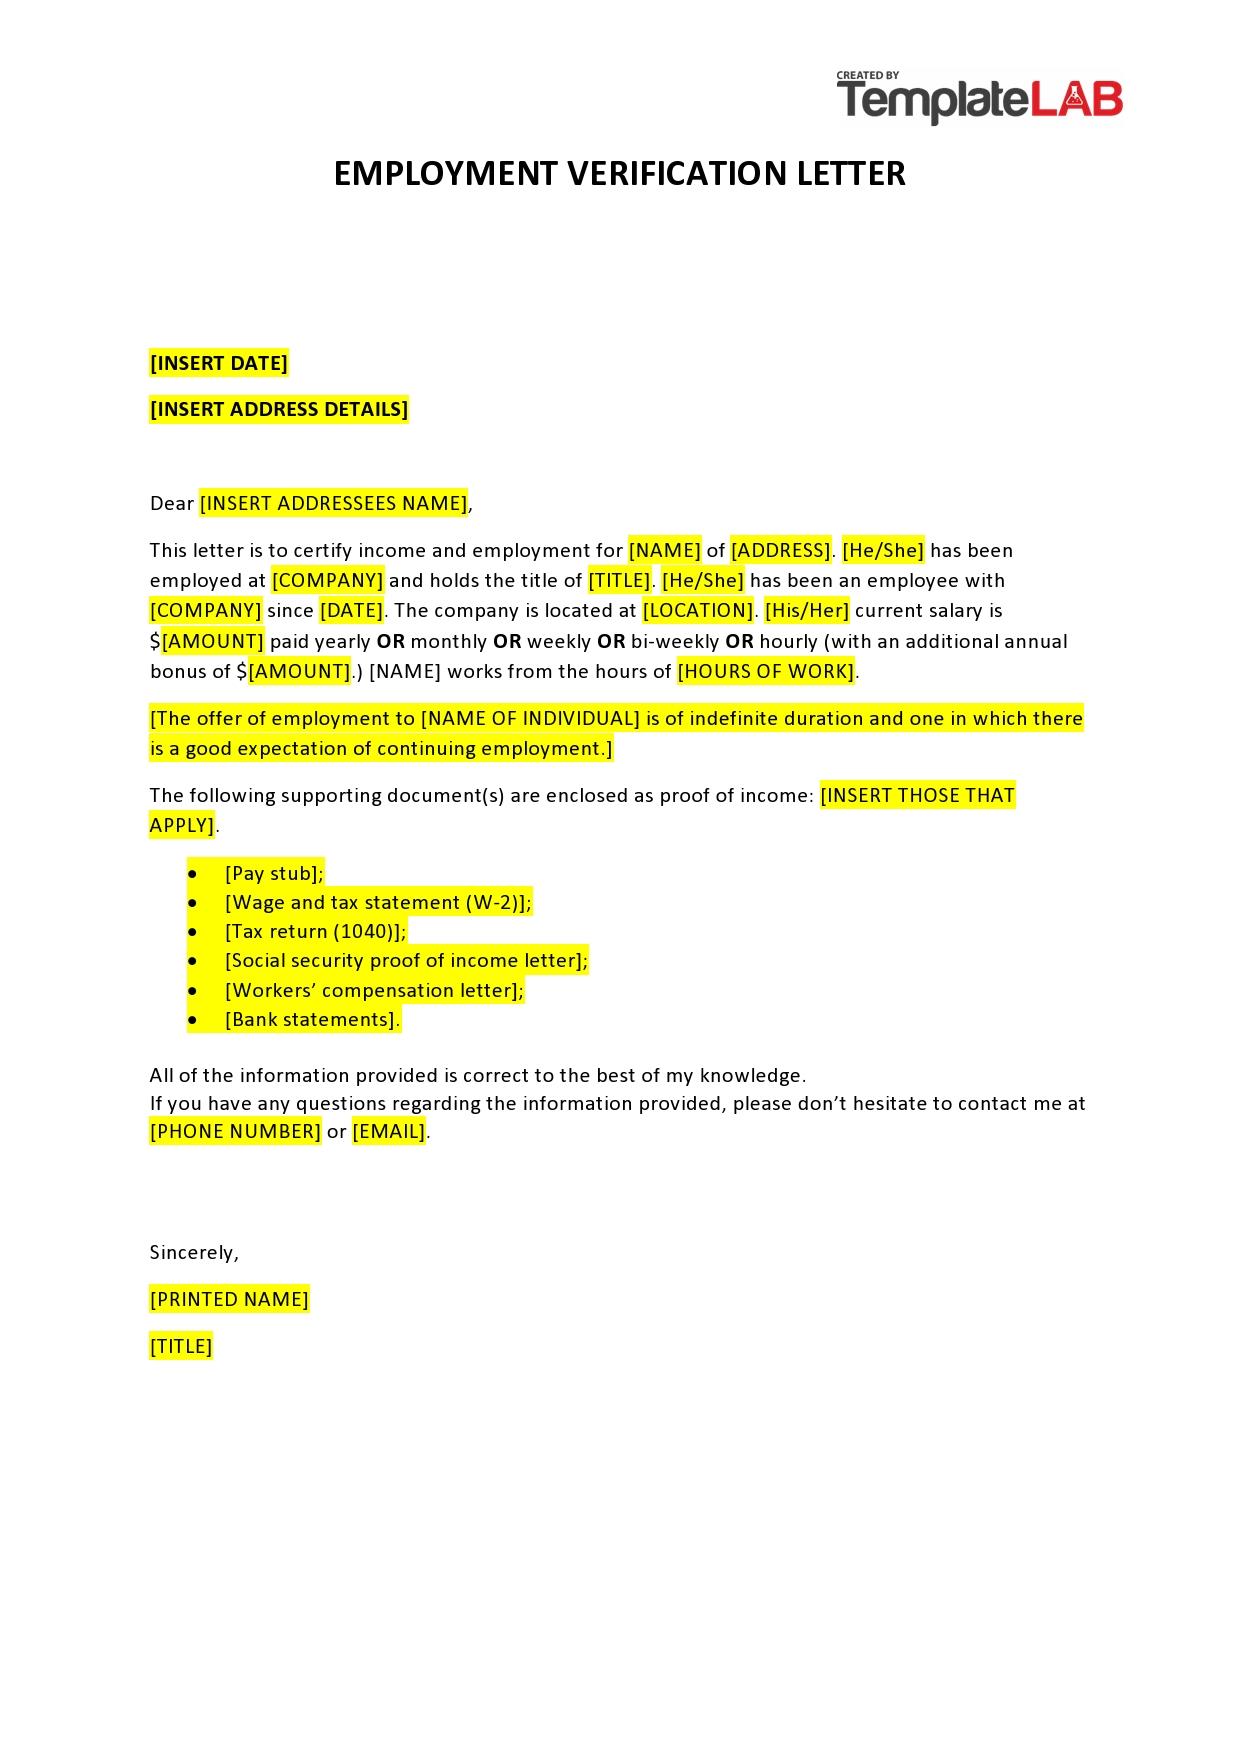 CREATED BY
TemplateLAB
EMPLOYMENT VERIFICATION LETTER
[INSERT DATE]
[INSERT ADDRESS DETAILS]
Dear [INSERT ADDRESSEES NAME],
This letter is to certify income and employment for [NAME] of [ADDRESS]. [He/She] has been
employed at [COMPANY] and holds the title of [TITLE]. [He/She] has been an employee with
[COMPANY] since [DATE]. The company is located at [LOCATION]. [His/Her] current salary is
$[AMOUNT] paid yearly OR monthly OR weekly OR bi-weekly OR hourly (with an additional annual
bonus of $[AMOUNT].) [NAME] works from the hours of [HOURS OF WORK].
[The offer of employment to [NAME OF INDIVIDUAL] is of indefinite duration and one in which there
is a good expectation of continuing employment.]
The following supporting document(s) are enclosed as proof of income: [INSERT THOSE THAT
APPLY].
• [Pay stub];
• [Wage and tax statement (W-2)];
• [Tax return (1040)];
• [Social security proof of income letter];
• [Workers’ compensation letter];
• [Bank statements].
All of the information provided is correct to the best of my knowledge.
If you have any questions regarding the information provided, please don’t hesitate to contact me at
[PHONE NUMBER] or [EMAIL].
Sincerely,
[PRINTED NAME]
[TITLE]